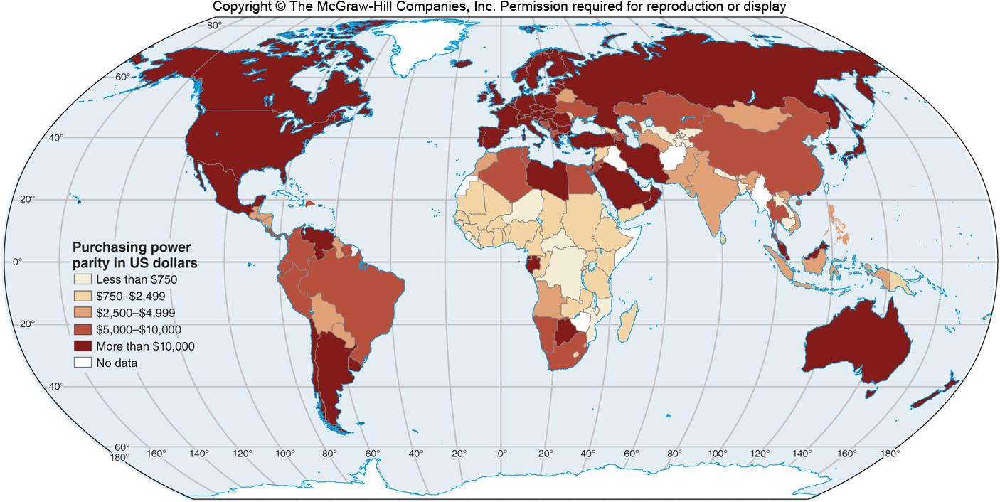 Copyright © The McGraw-Hill Companies, Inc. Permission required for reproduction or display
80°
60°
40°
20°
0°
20°
40°
60°
Purchasing power
parity in US dollars
Less than $750
$750–$2,499
$2,500–$4,999
$5,000–$10,000
More than $10,000
No data
180° 160° 140° 120° 100° 80° 60° 40° 20° 0° 20° 40° 60° 80° 100° 120° 140° 160° 180°